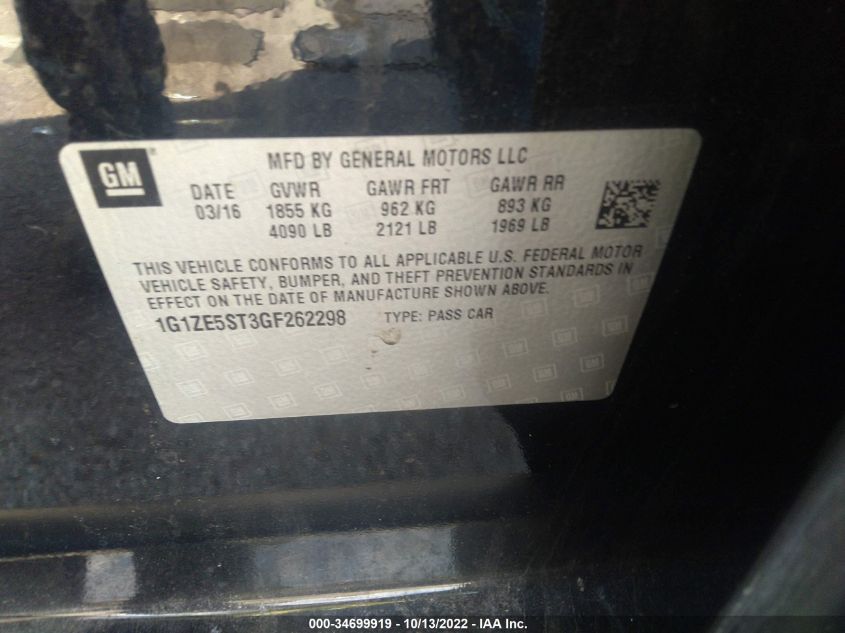 GM
MFD BY GENERAL MOTORS LLC
DATE GVWR GAWR FRT GAWR RR
03/16 1855 KG 962 KG 893 KG
4090 LB 2121 LB 1969 LB
THIS VEHICLE CONFORMS TO ALL APPLICABLE U.S. FEDERAL MOTOR
VEHICLE SAFETY, BUMPER, AND THEFT PREVENTION STANDARDS IN
EFFECT ON THE DATE OF MANUFACTURE SHOWN ABOVE.
1G1ZE5ST3GF262298 TYPE: PASS CAR
000-34699919 - 10/13/2022 - IAA Inc.